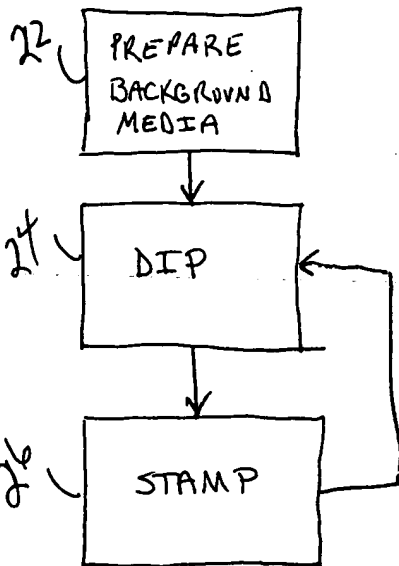 22
PREPARE
BACKGROUND
MEDIA
24
DIP
26
STAMP